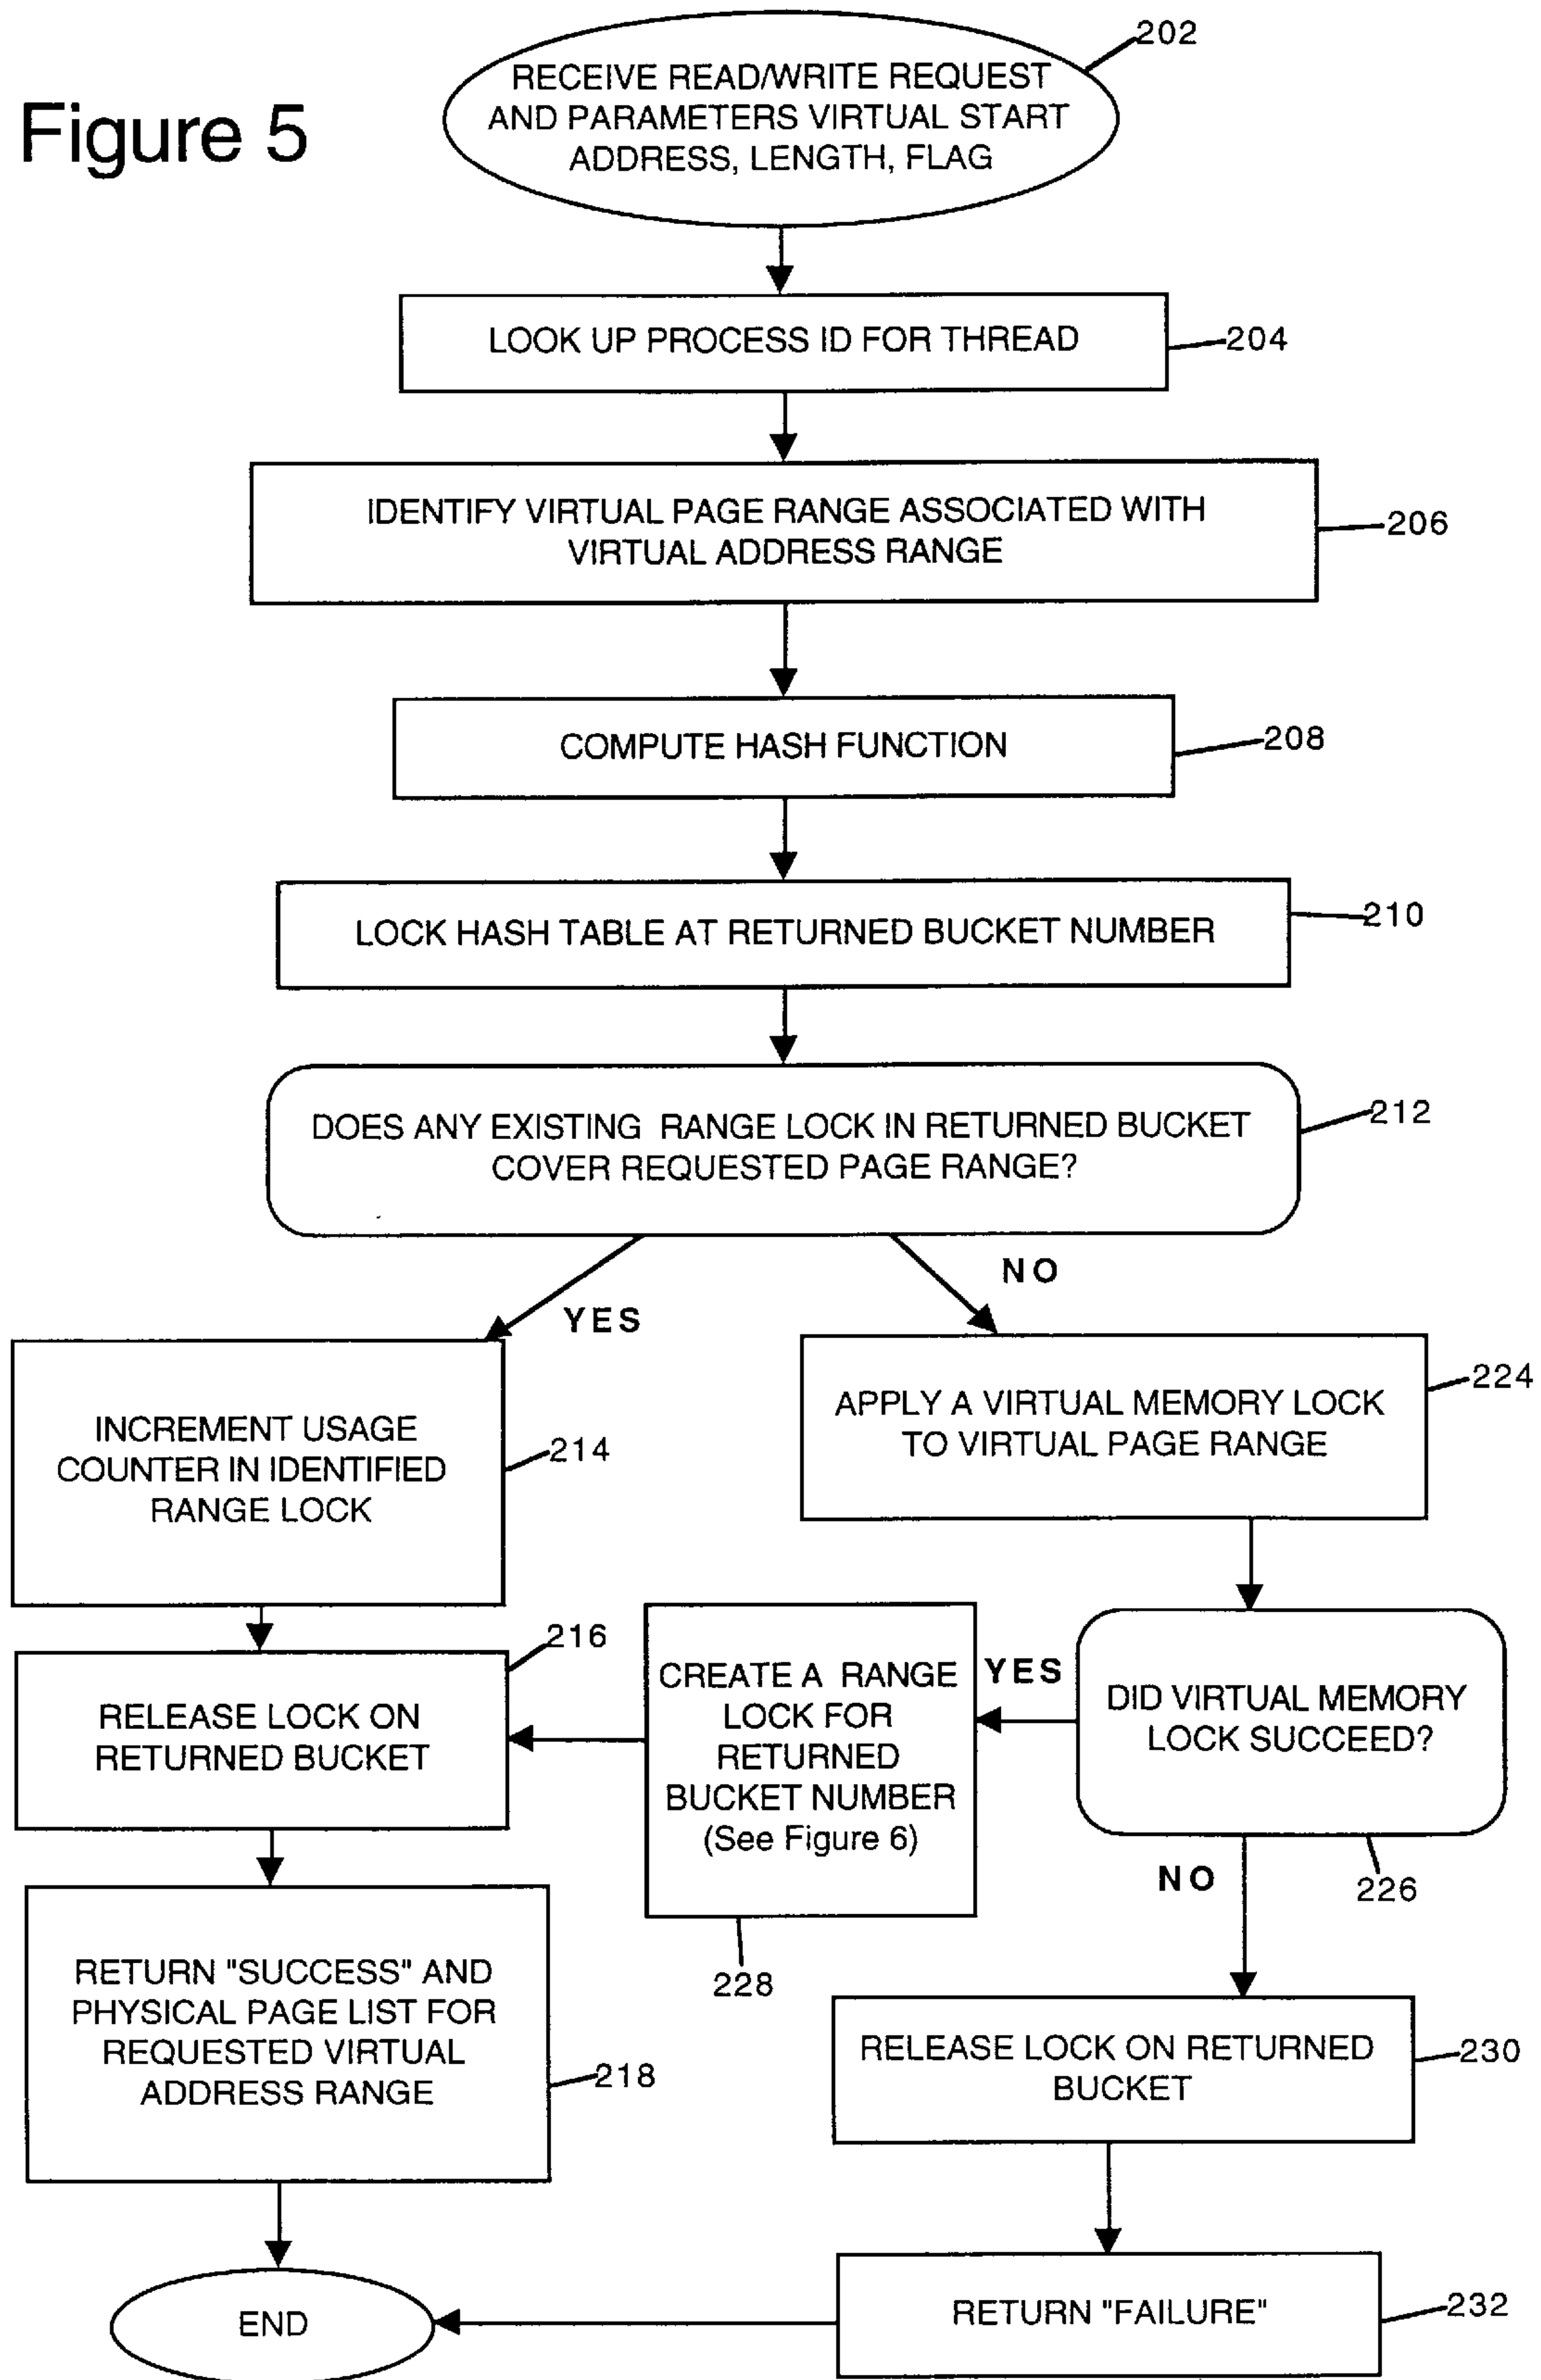 Figure 5
202
RECEIVE READ/WRITE REQUEST
AND PARAMETERS VIRTUAL START
ADDRESS, LENGTH, FLAG
LOOK UP PROCESS ID FOR THREAD
204
IDENTIFY VIRTUAL PAGE RANGE ASSOCIATED WITH
VIRTUAL ADDRESS RANGE
206
COMPUTE HASH FUNCTION
208
LOCK HASH TABLE AT RETURNED BUCKET NUMBER
210
DOES ANY EXISTING RANGE LOCK IN RETURNED BUCKET
COVER REQUESTED PAGE RANGE?
212
YES
NO
INCREMENT USAGE
COUNTER IN IDENTIFIED
RANGE LOCK
214
APPLY A VIRTUAL MEMORY LOCK
TO VIRTUAL PAGE RANGE
224
216
RELEASE LOCK ON
RETURNED BUCKET
CREATE A RANGE
LOCK FOR
RETURNED
BUCKET NUMBER
(See Figure 6)
228
YES
DID VIRTUAL MEMORY
LOCK SUCCEED?
226
NO
RETURN "SUCCESS" AND
PHYSICAL PAGE LIST FOR
REQUESTED VIRTUAL
ADDRESS RANGE
218
RELEASE LOCK ON RETURNED
BUCKET
230
END
RETURN "FAILURE"
232